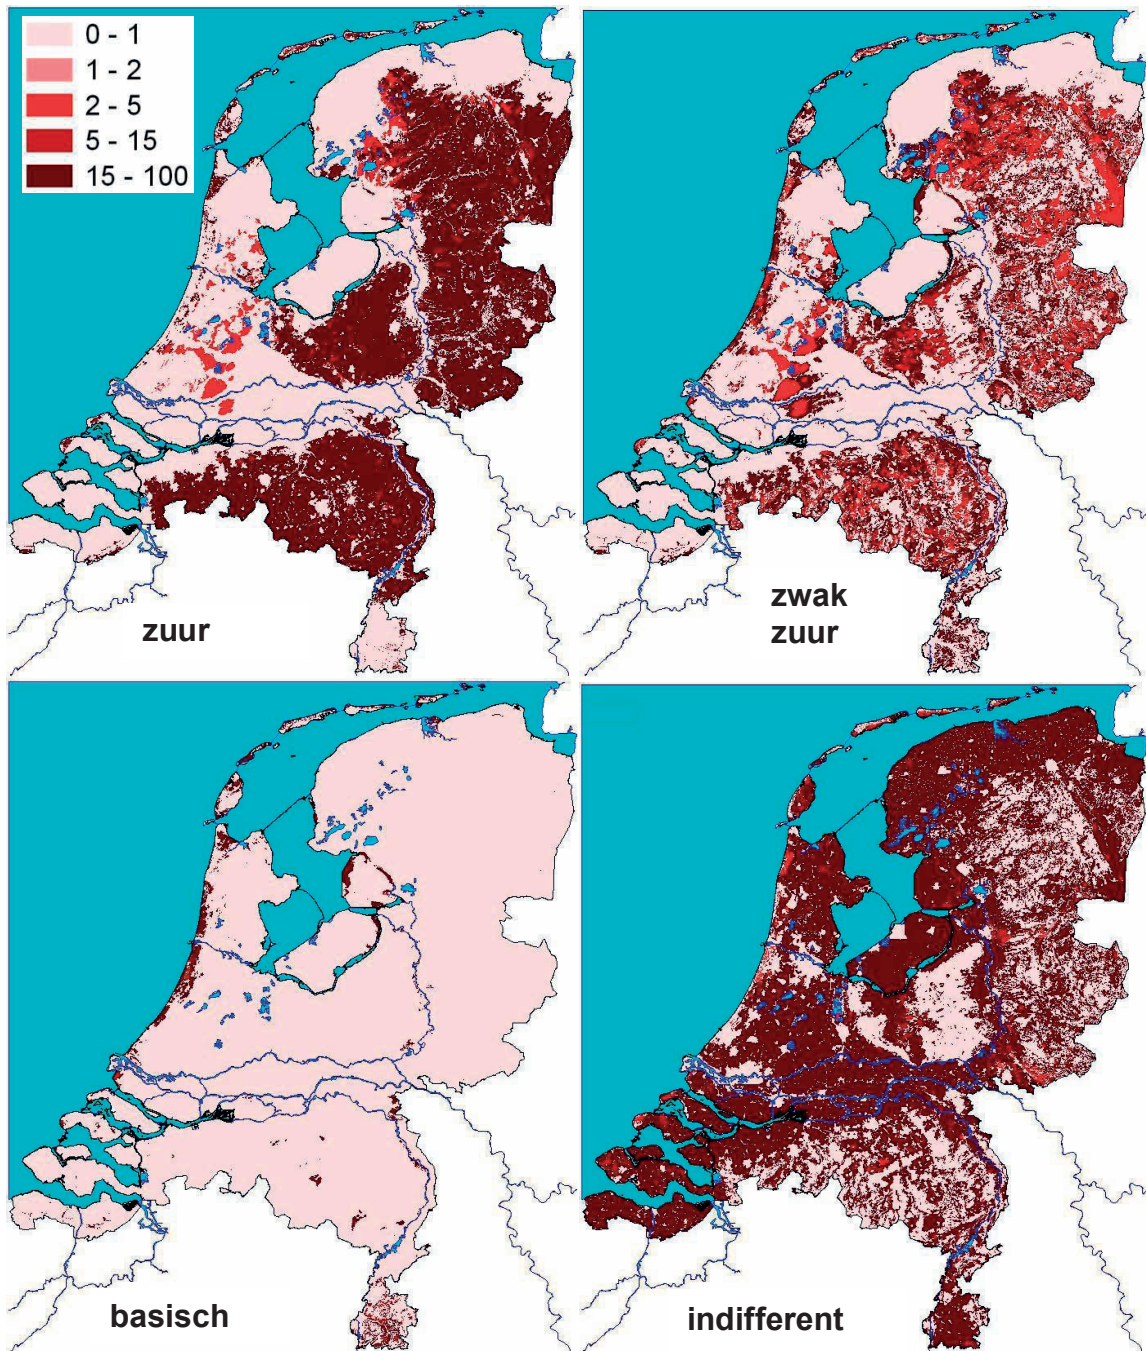 0 - 1
1 - 2
2 - 5
5 - 15
15 - 100
zuur
zwak
zuur
basisch
indifferent